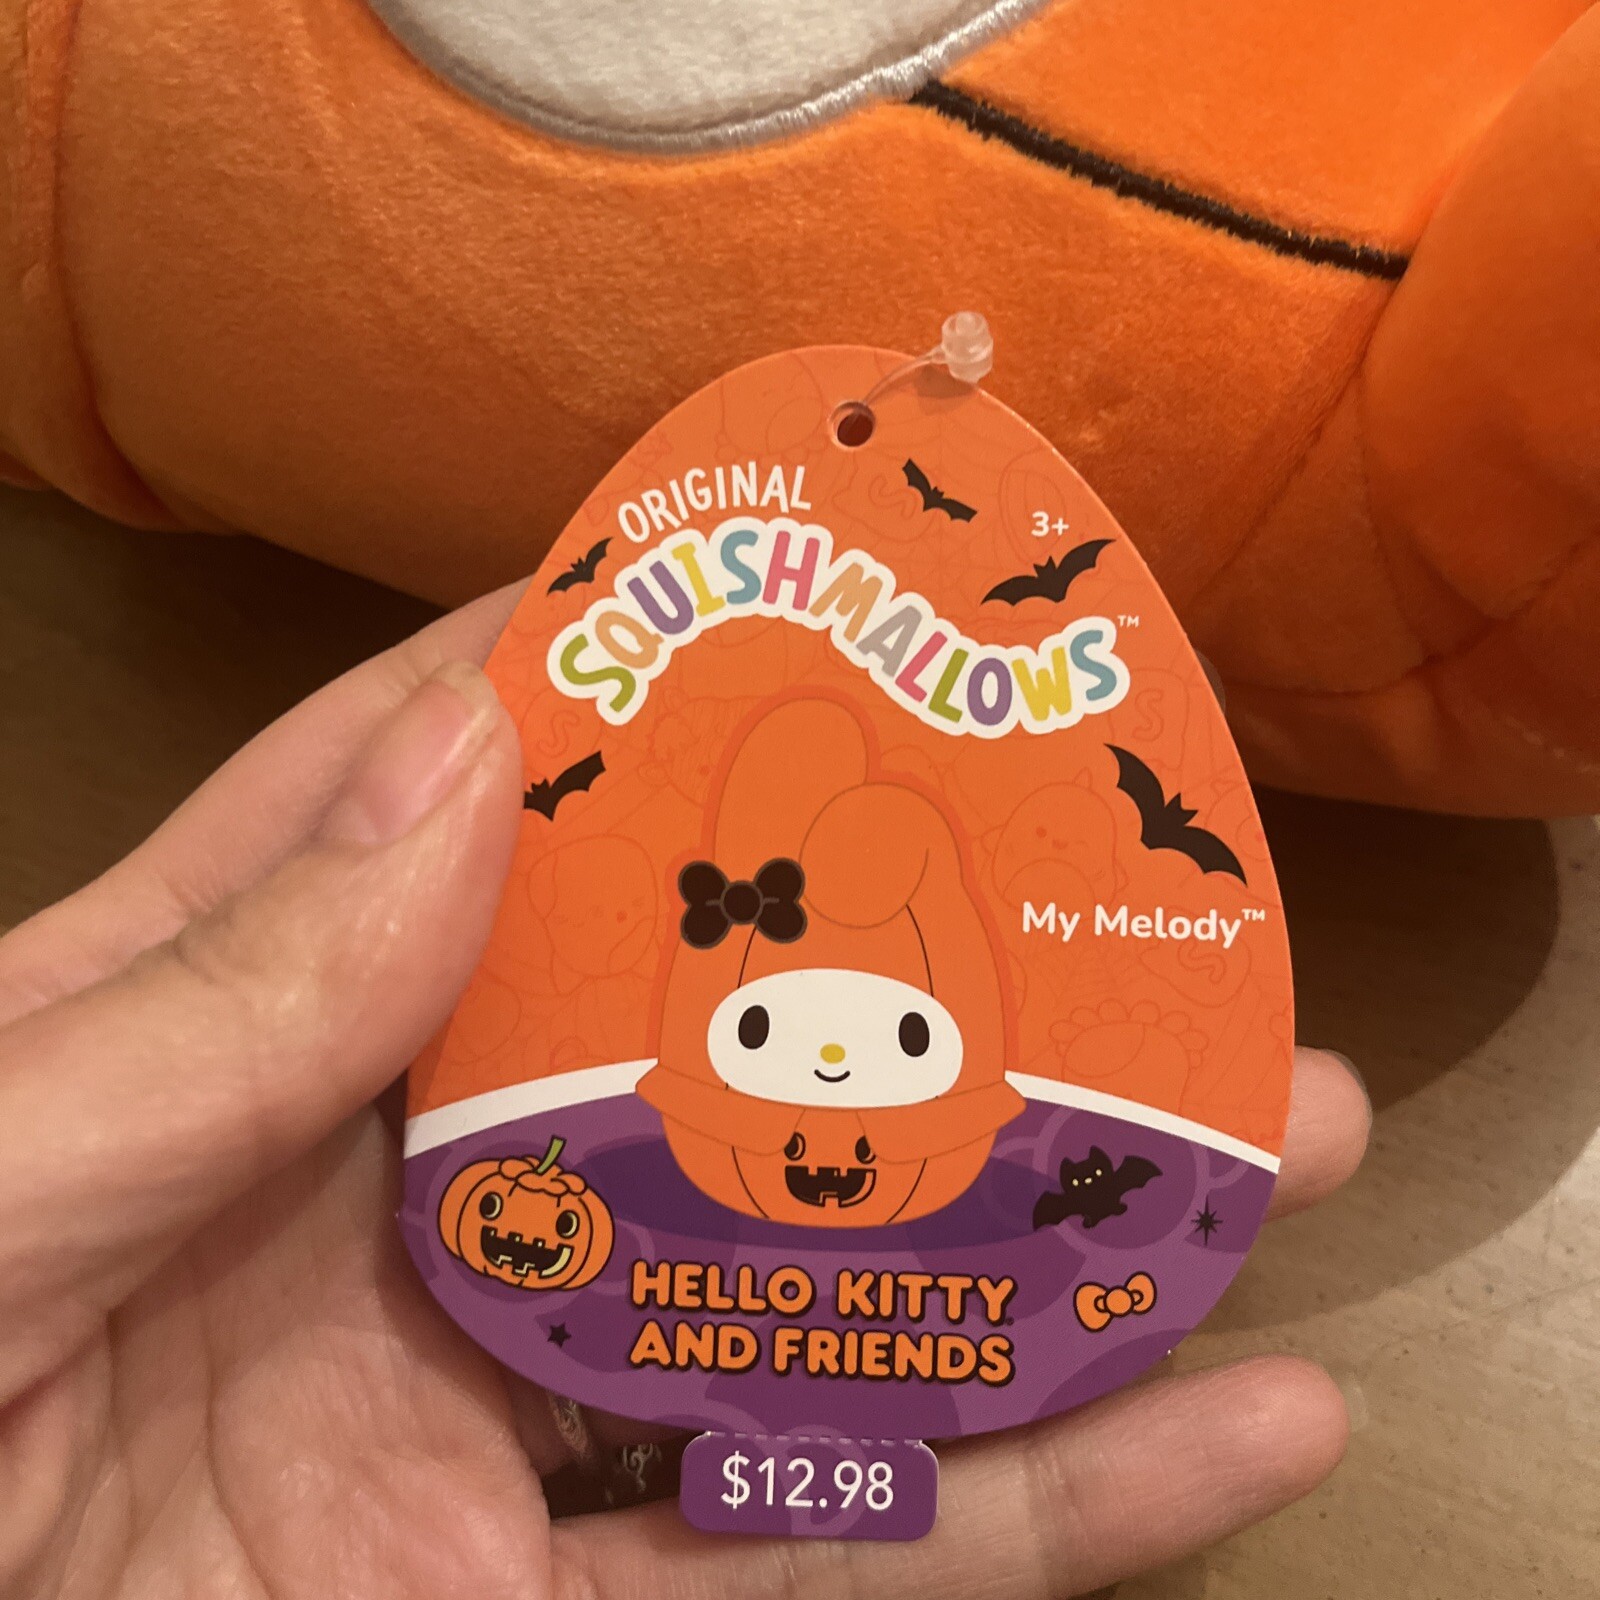 ORIGINAL
3+
SQUISHMALLOWS™
My Melody™
HELLO KITTY
AND FRIENDS
$12.98